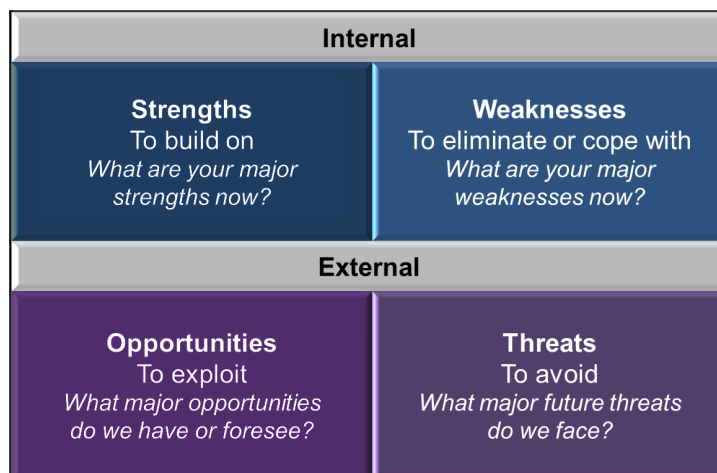 Internal
Strengths
To build on
What are your major
strengths now?
Weaknesses
To eliminate or cope with
What are your major
weaknesses now?
External
Opportunities
To exploit
What major opportunities
do we have or foresee?
Threats
To avoid
What major future threats
do we face?